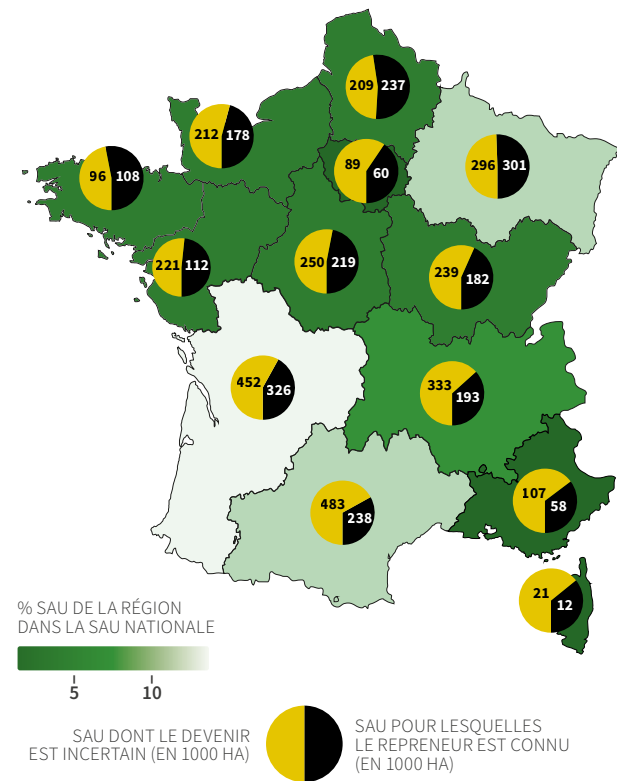 209 237
212 178
89 60
296 301
96 108
221 112
250 219
239 182
452 326
333 193
483 238
107 58
21 12
% SAU DE LA RÉGION
DANS LA SAU NATIONALE
5 10
SAU DONT LE DEVENIR
EST INCERTAIN (EN 1000 HA)
SAU POUR LESQUELLES
LE REPRENEUR EST CONNU
(EN 1000 HA)